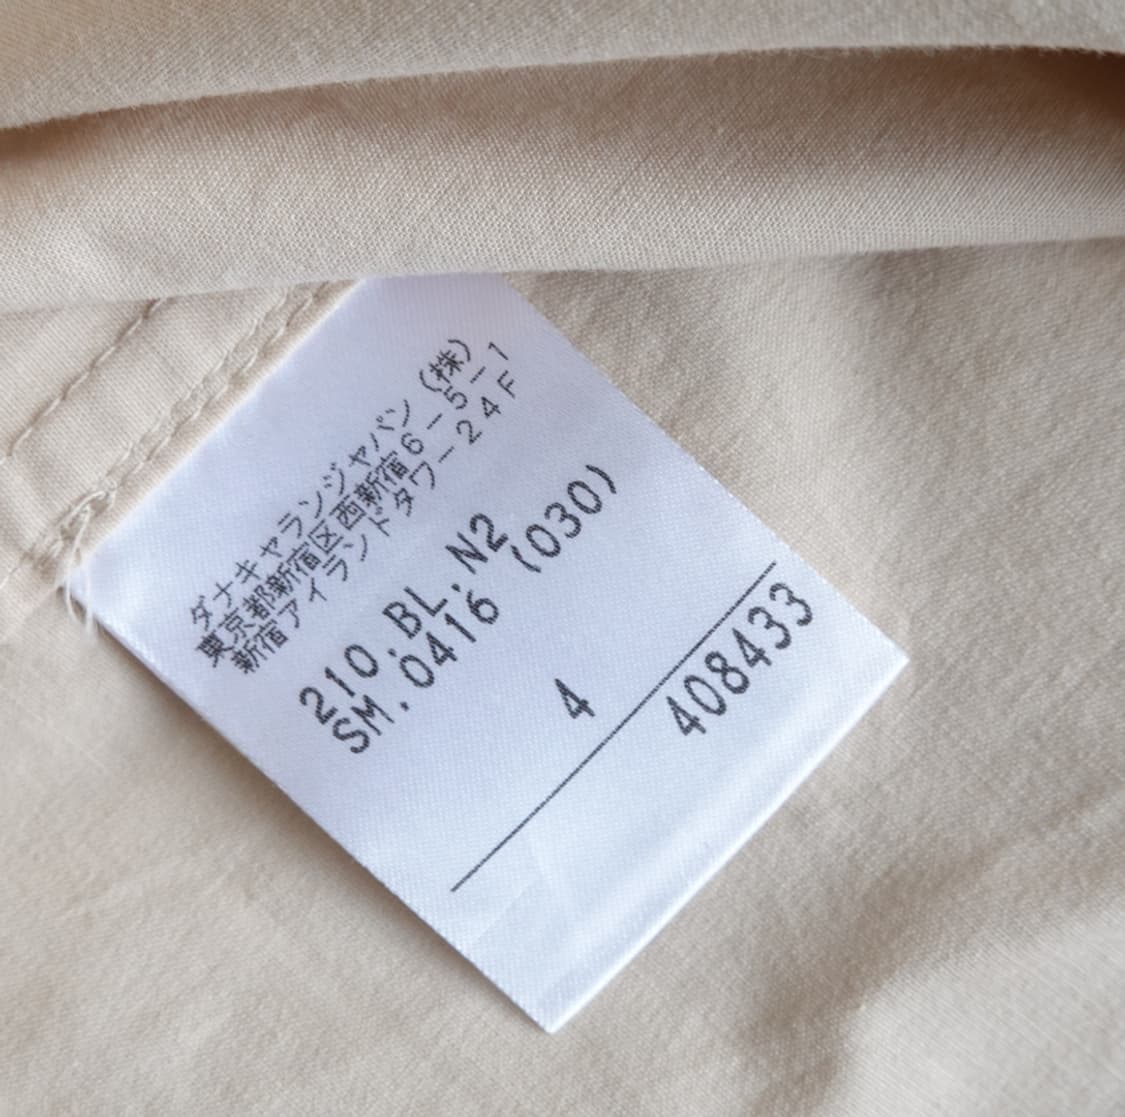 ダナキャランジャパン（株）
東京都新宿区西新宿6－5－1
新宿アイランドタワー24F
210.BL.N2
SM.0416 (030)
4
408433